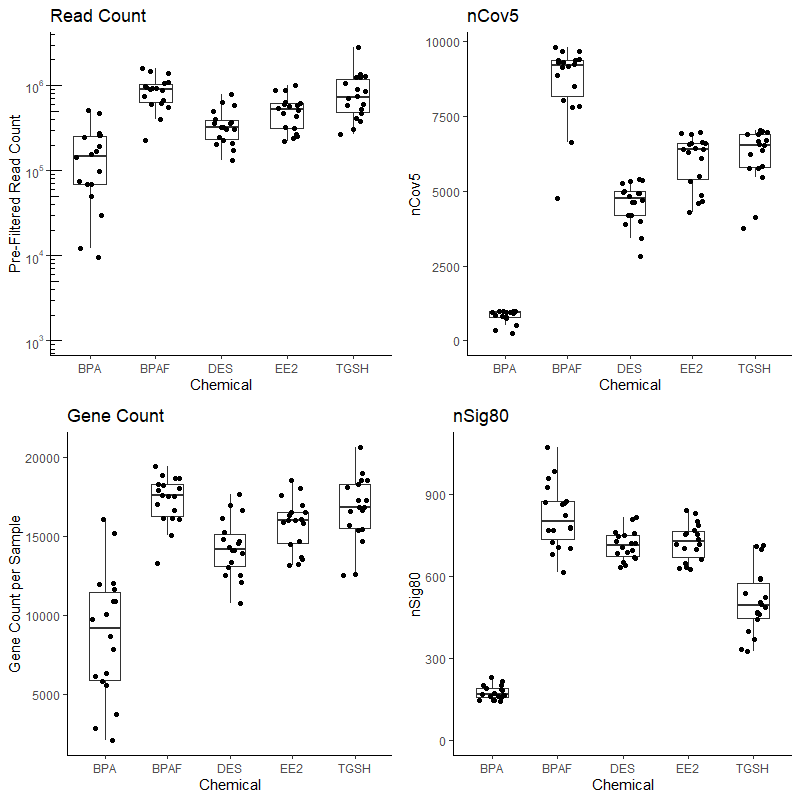 Read Count
Pre-Filtered Read Count
10^6
10^5
10^4
10^3
BPA BPAF DES EE2 TGSH
Chemical
nCov5
nCov5
10000
7500
5000
2500
0
BPA BPAF DES EE2 TGSH
Chemical
Gene Count
Gene Count per Sample
20000
15000
10000
5000
BPA BPAF DES EE2 TGSH
Chemical
nSig80
nSig80
900
600
300
0
BPA BPAF DES EE2 TGSH
Chemical